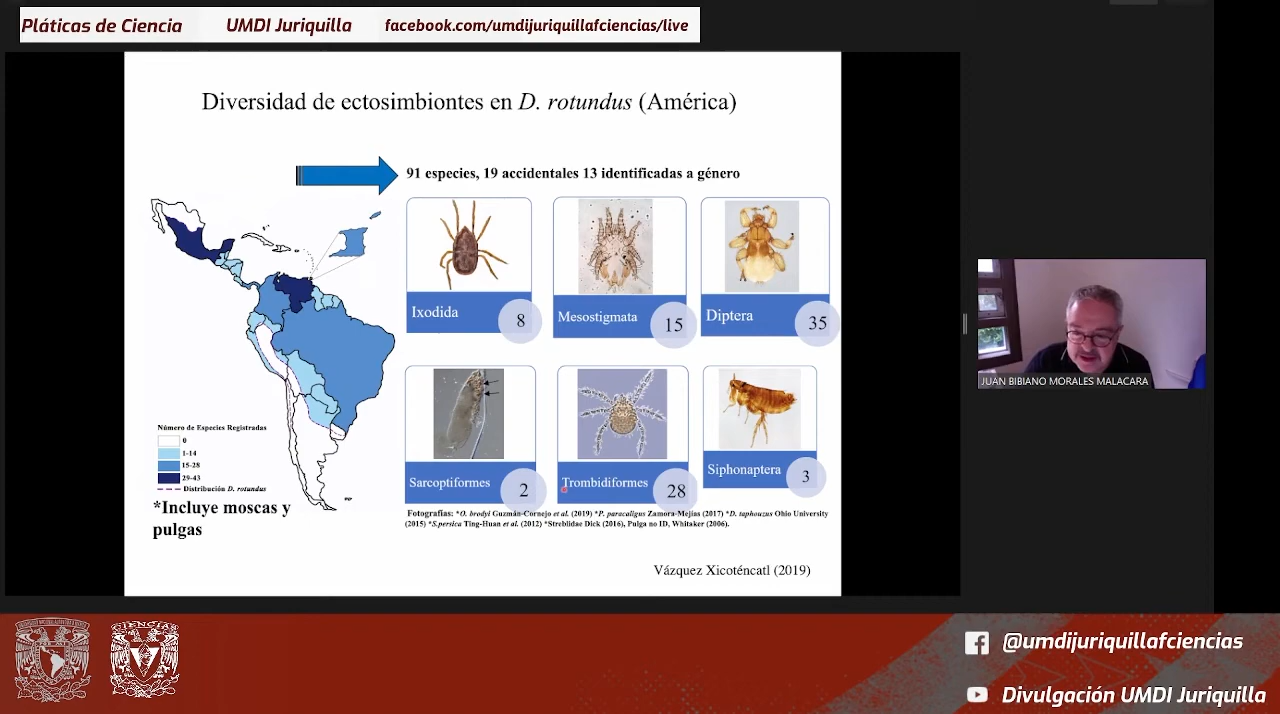 Pláticas de Ciencia UMDI Juriquilla facebook.com/umdijuriquillafciencias/live
Diversidad de ectosimbiontes en D. rotundus (América)
91 especies, 19 accidentales 13 identificadas a género
Ixodida 8
Mesostigmata 15
Diptera 35
Sarcoptiformes 2
Trombidiformes 28
Siphonaptera 3
Número de Especies Registradas
0
1-14
15-28
29-43
Distribución D. rotundus
*Incluye moscas y
pulgas
Fotografías: *O. brodyi Guzmán-Cornejo et al. (2019) *P. paracaligus Zamora-Mejías (2017) *D. taphouzus Ohio University
(2015) *S.persica Ting-Huan et al. (2012) *Streblidae Dick (2016), Pulga no ID, Whitaker (2006).
Vázquez Xicoténcatl (2019)
JUAN BIBIANO MORALES MALACARA
@umdijuriquillafciencias
Divulgación UMDI Juriquilla